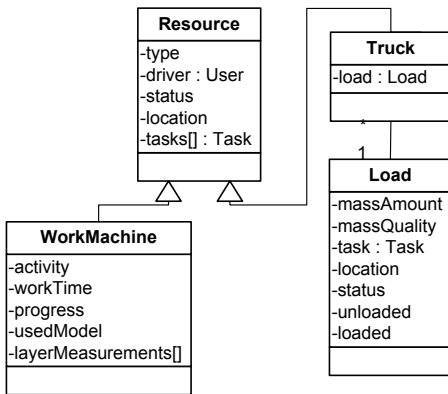 Resource
-type
-driver : User
-status
-location
-tasks[] : Task
Truck
-load : Load
*
1
Load
-massAmount
-massQuality
-task : Task
-location
-status
-unloaded
-loaded
WorkMachine
-activity
-workTime
-progress
-usedModel
-layerMeasurements[]